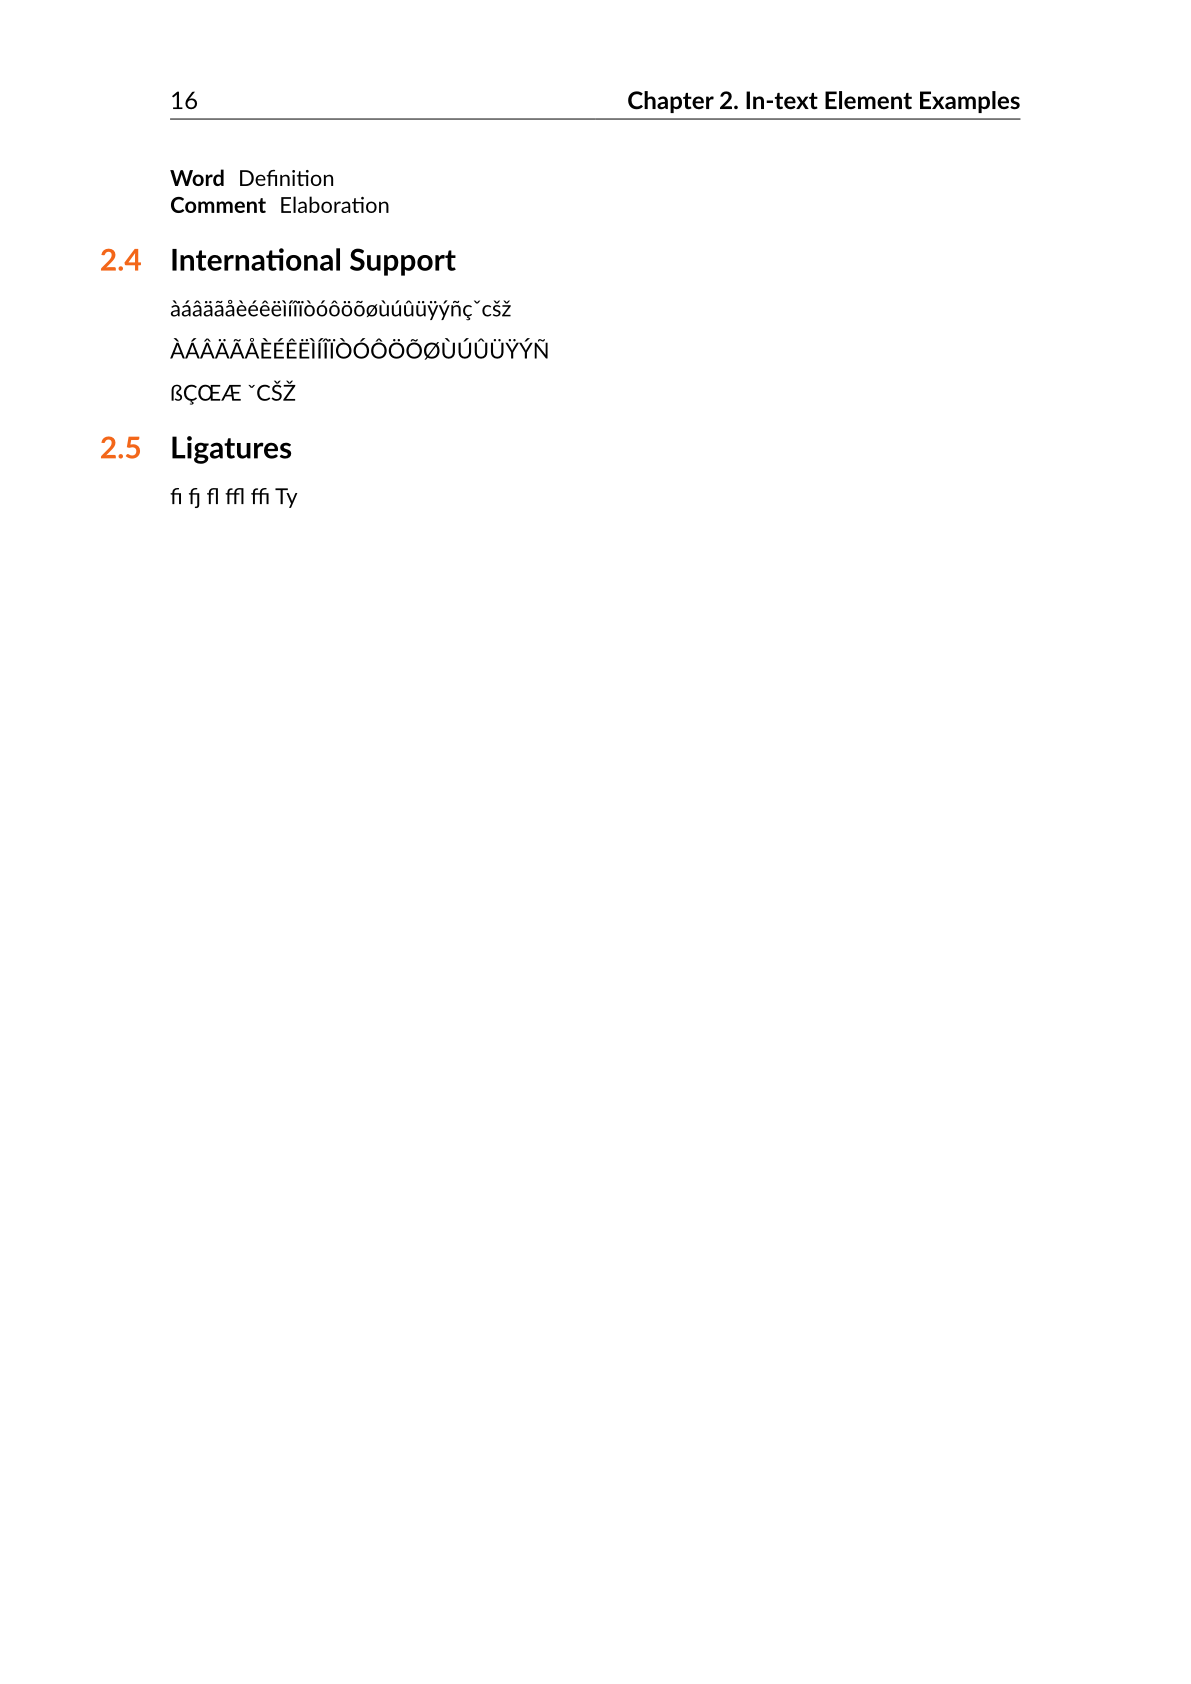 16 Chapter 2. In-text Element Examples
Word Definition
Comment Elaboration
2.4 International Support
àáâäãåèéêëìíîïòóôöõøùúûüÿýñçˇcšž
ÀÁÂÄÃÅÈÉÊËÌÍÎÏÒÓÔÖÕØÙÚÛÜŸÝÑ
ßÇŒÆ ˇCŠŽ
2.5 Ligatures
fi fj fl ffl ffi Ty